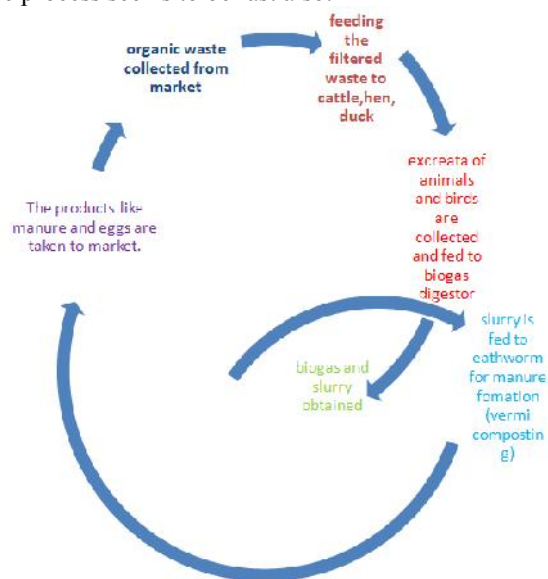 organic waste
collected from
market
feeding
the
filtered
waste to
cattle,hen,
duck
excreata of
animals
and birds
are
collected
and fed to
biogas
digestor
slurry is
fed to
eathworm
for manure
fomation
(vermi
compostin
g)
biogas and
slurry
obtained
The products like
manure and eggs are
taken to market.